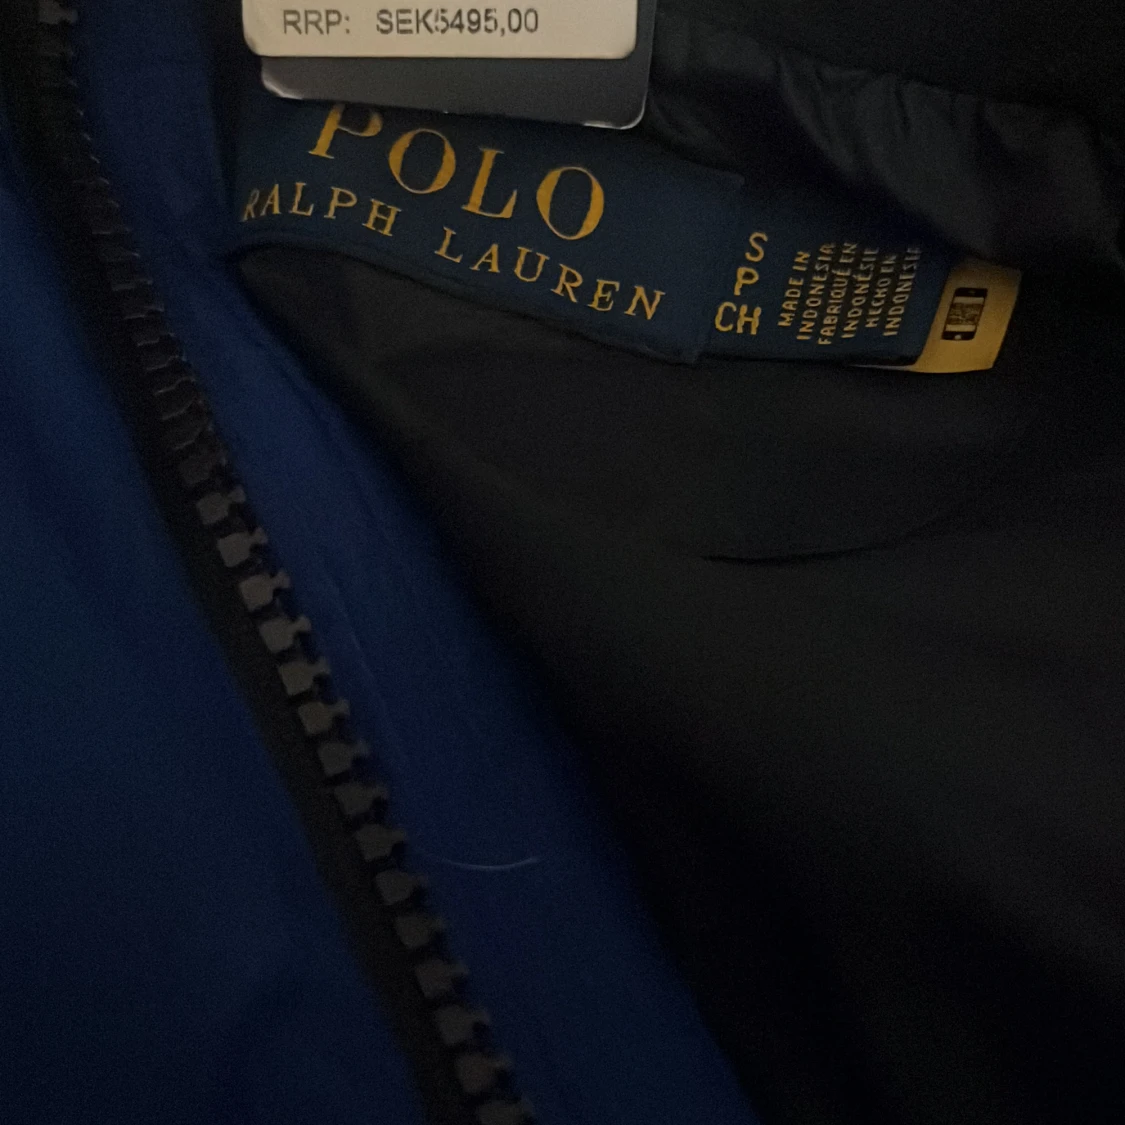 RRP: SEK5495,00
POLO
RALPH LAUREN
S
P
CH
MADE IN
INDONESIA
FABRIQUÉ EN
INDONÉSIE
HECHO EN
INDONESIA